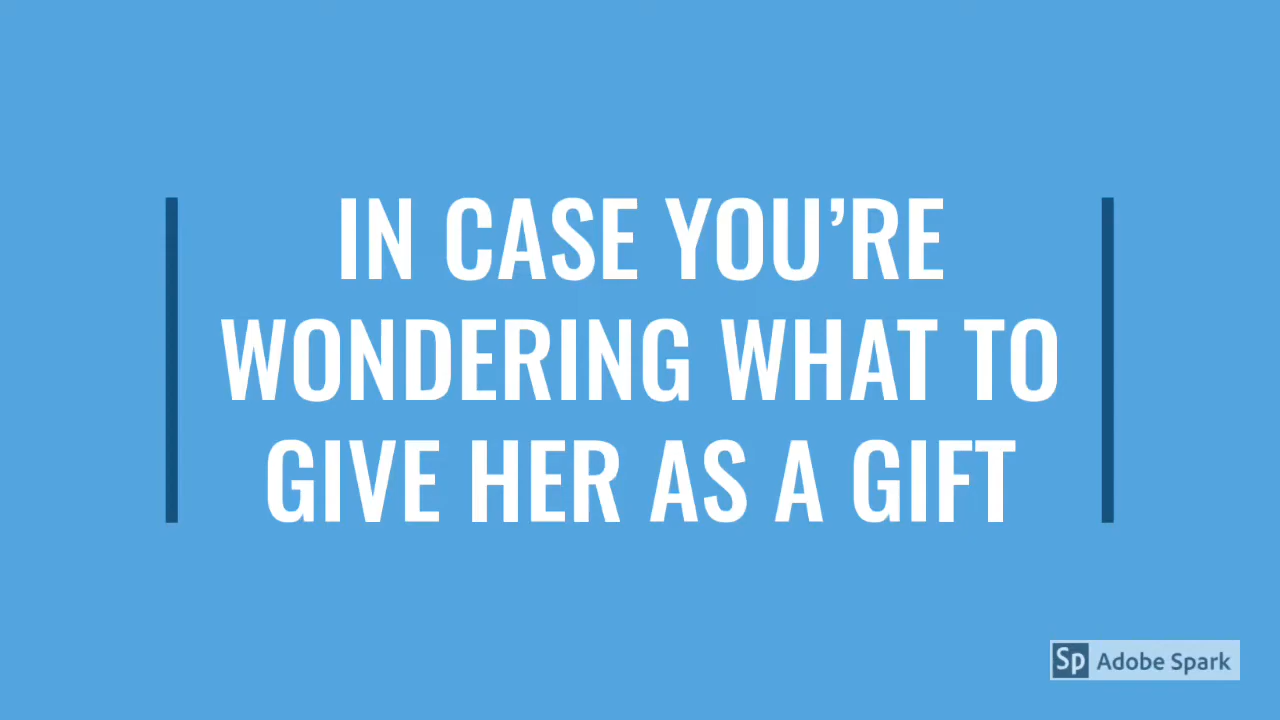 IN CASE YOU’RE
WONDERING WHAT TO
GIVE HER AS A GIFT
Sp Adobe Spark